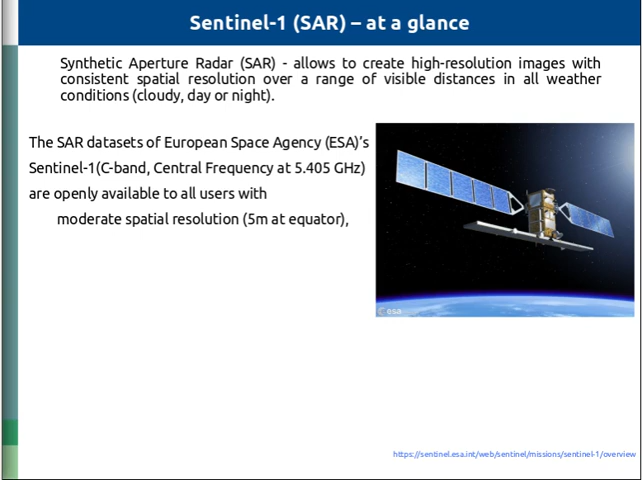 Sentinel-1 (SAR) – at a glance
Synthetic Aperture Radar (SAR) - allows to create high-resolution images with
consistent spatial resolution over a range of visible distances in all weather
conditions (cloudy, day or night).
The SAR datasets of European Space Agency (ESA)'s
Sentinel-1(C-band, Central Frequency at 5.405 GHz)
are openly available to all users with
moderate spatial resolution (5m at equator),
esa
https://sentinel.esa.int/web/sentinel/missions/sentinel-1/overview